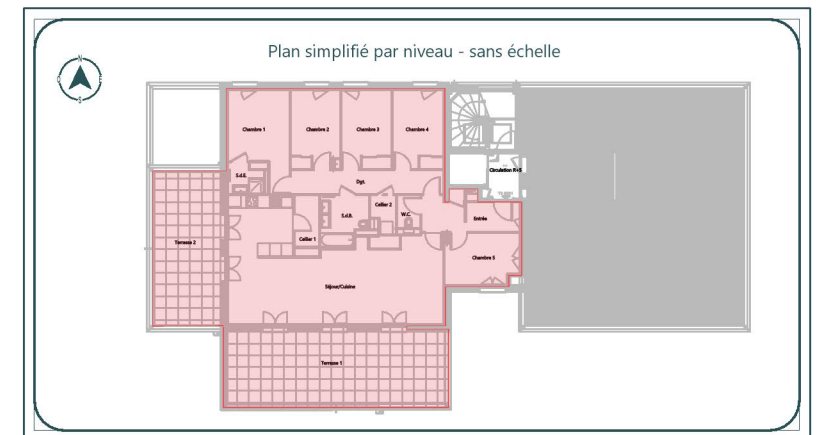 Plan simplifié par niveau - sans échelle
N
O
E
S
Chambre 1
Chambre 2
Chambre 3
Chambre 4
S.d.E.
Dgt.
Circulation R+5
Cellier 2
S.d.B.
W.C.
Entrée
Terrasse 2
Cellier 1
Chambre 5
Séjour/Cuisine
Terrasse 1